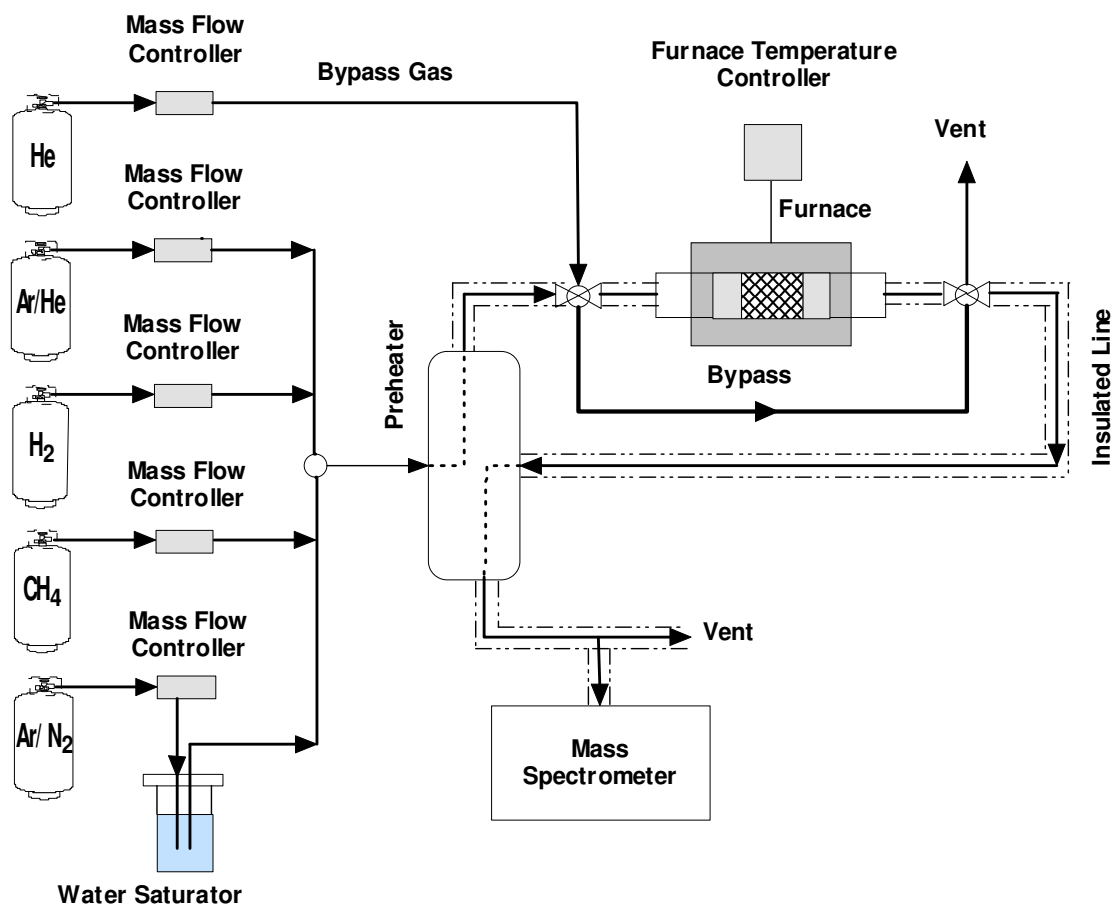 Mass Flow
Controller
Bypass Gas
Furnace Temperature
Controller
He
Vent
Mass Flow
Controller
Furnace
Ar/He
Mass Flow
Controller
Preheater
Bypass
Insulated Line
H2
Mass Flow
Controller
CH4
Mass Flow
Controller
Vent
Ar/ N2
Mass
Spectrometer
Water Saturator